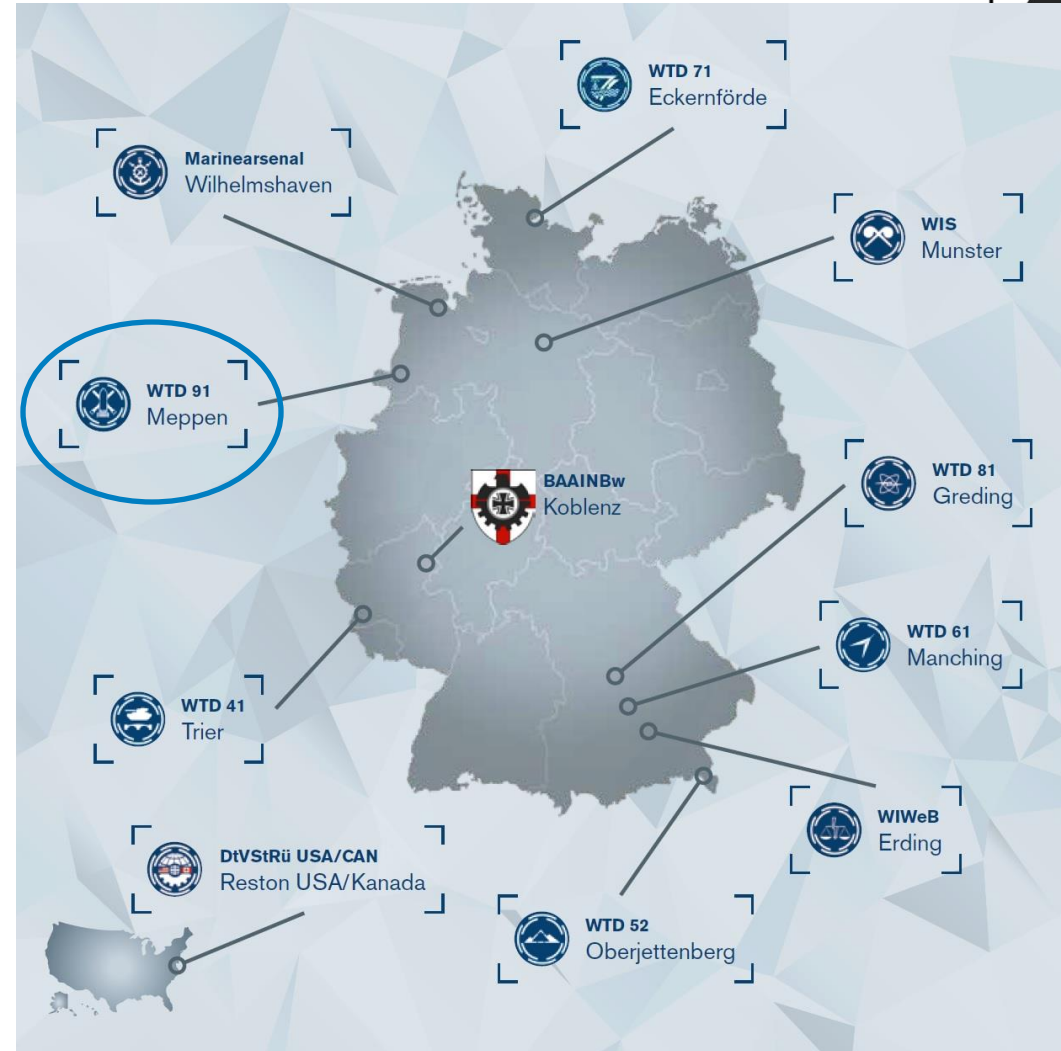 WTD 71
Eckernförde
Marinearsenal
Wilhelmshaven
WIS
Munster
WTD 91
Meppen
BAAINBw
Koblenz
WTD 81
Greding
WTD 61
Manching
WTD 41
Trier
WIWeB
Erding
DtVStRü USA/CAN
Reston USA/Kanada
WTD 52
Oberjettenberg